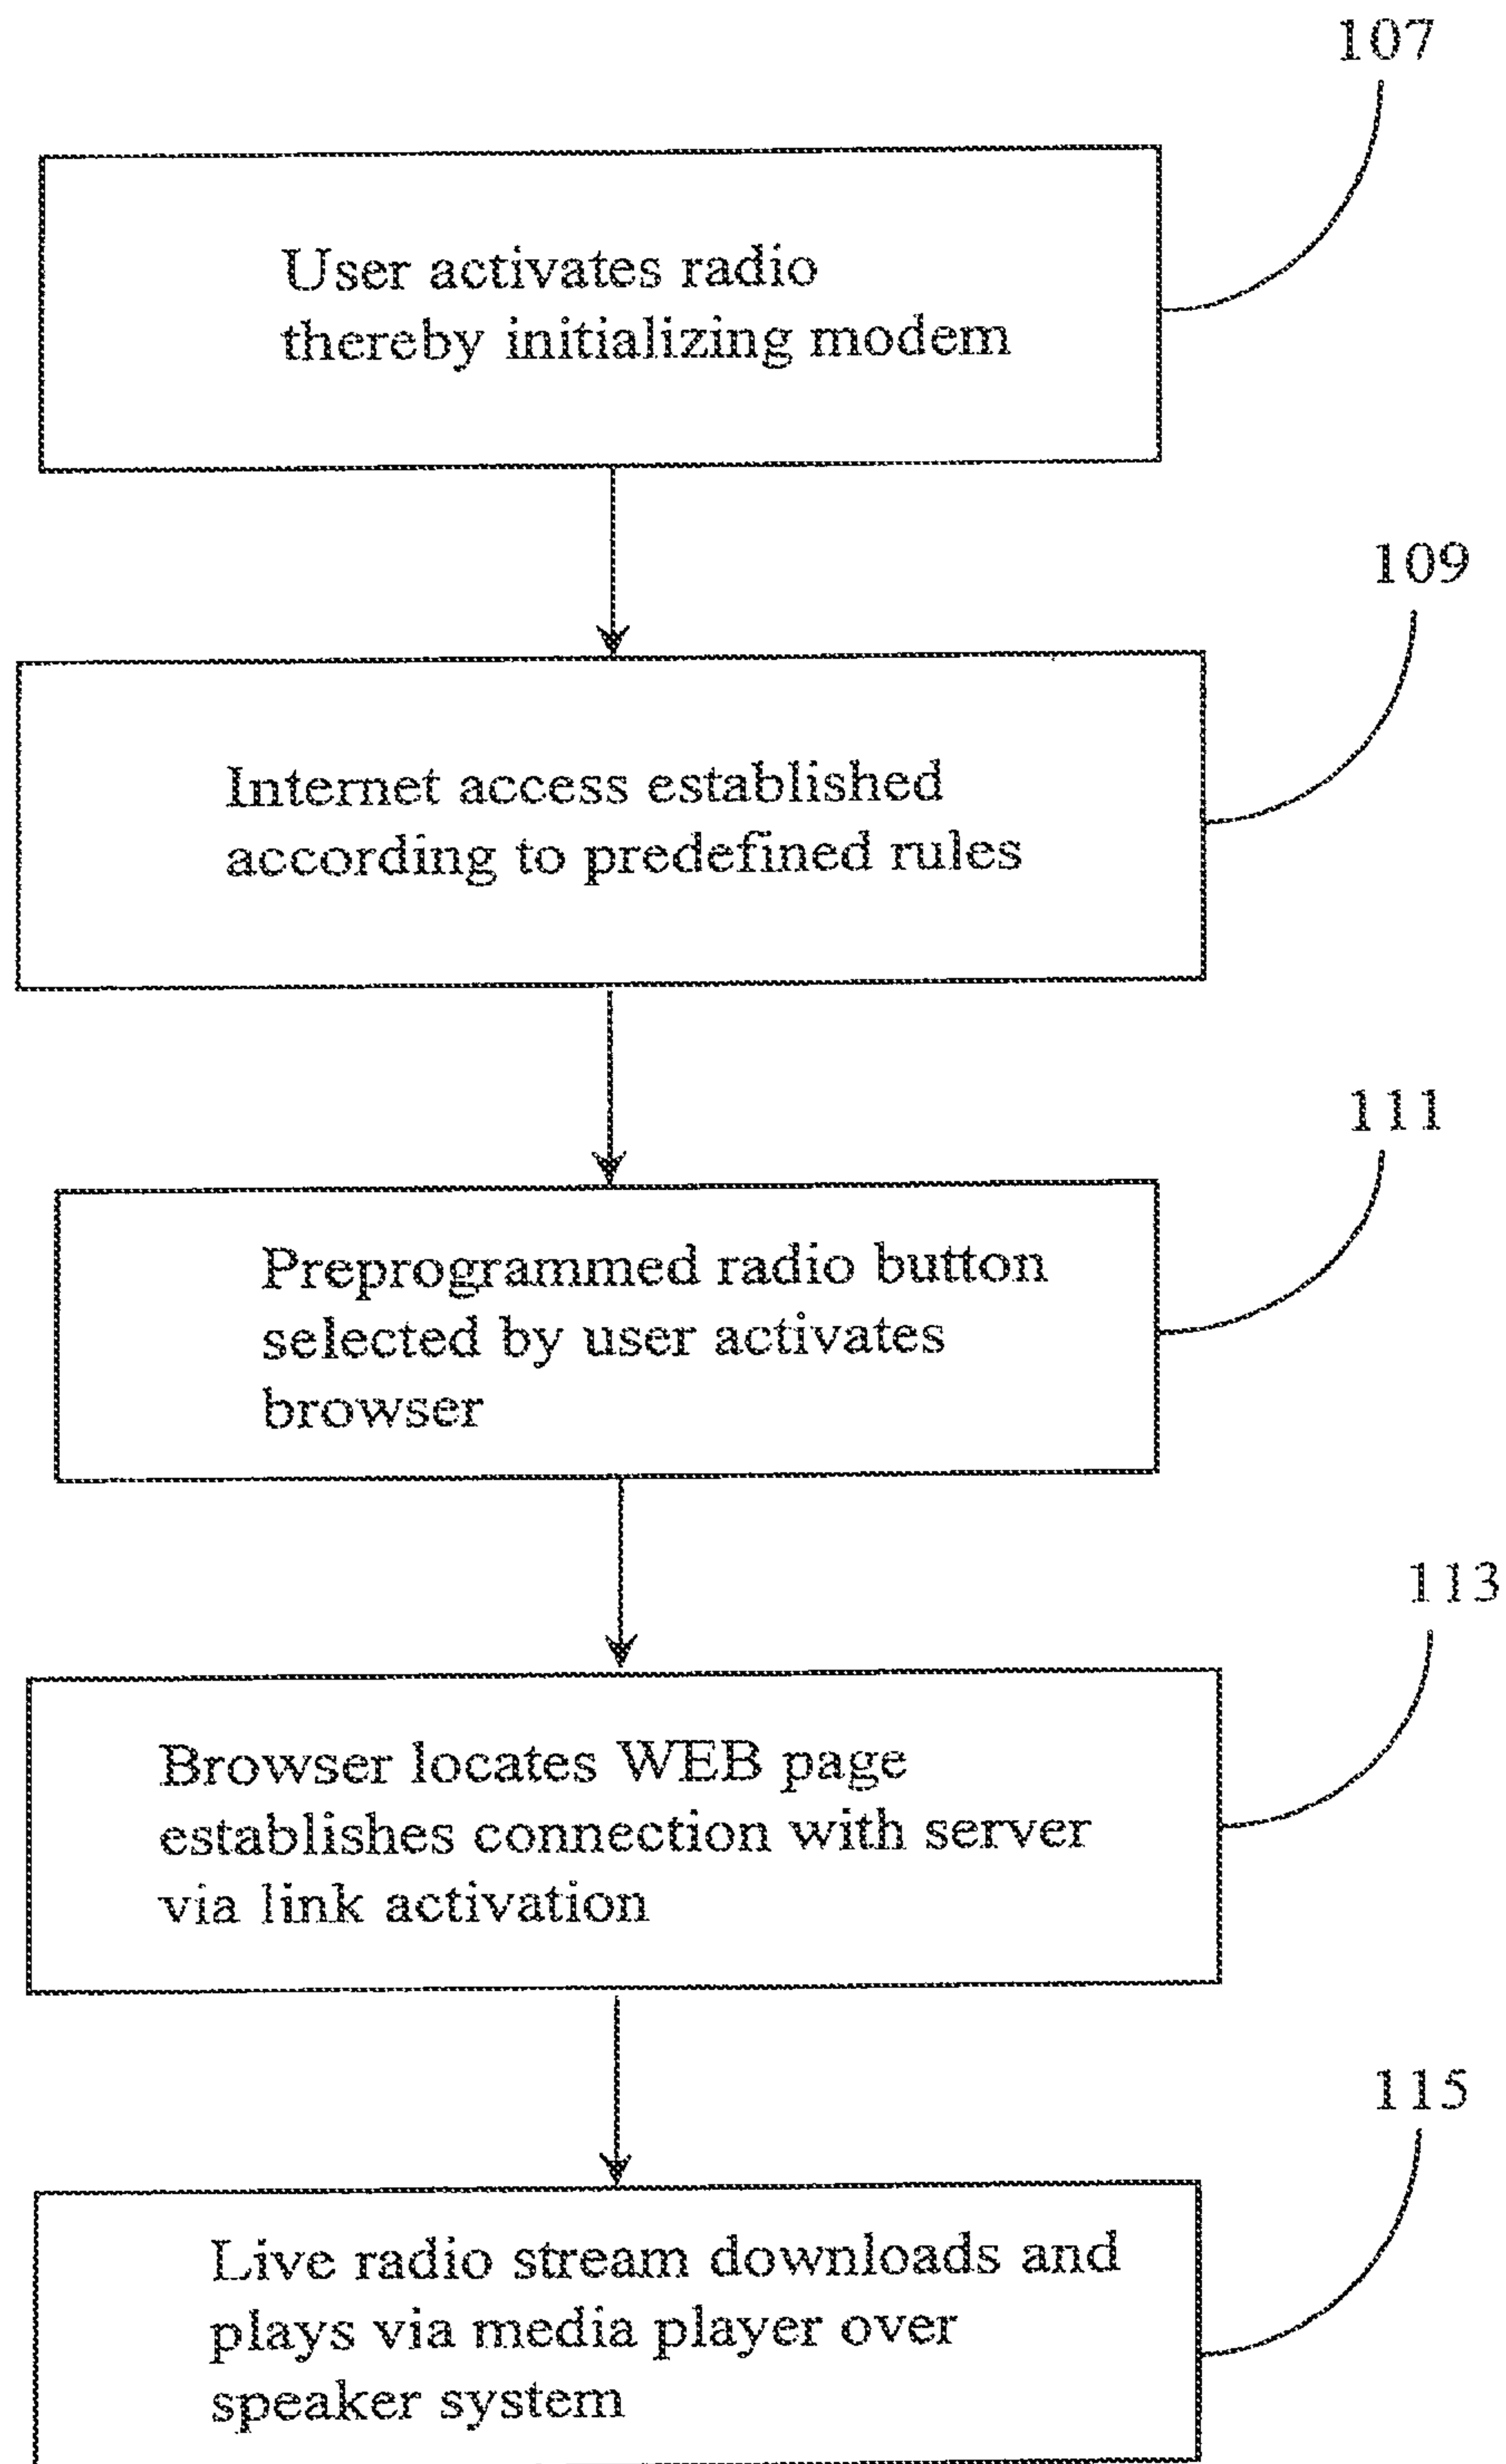 107
User activates radio
thereby initializing modem
109
Internet access established
according to predefined rules
111
Preprogrammed radio button
selected by user activates
browser
113
Browser locates WEB page
establishes connection with server
via link activation
115
Live radio stream downloads and
plays via media player over
speaker system